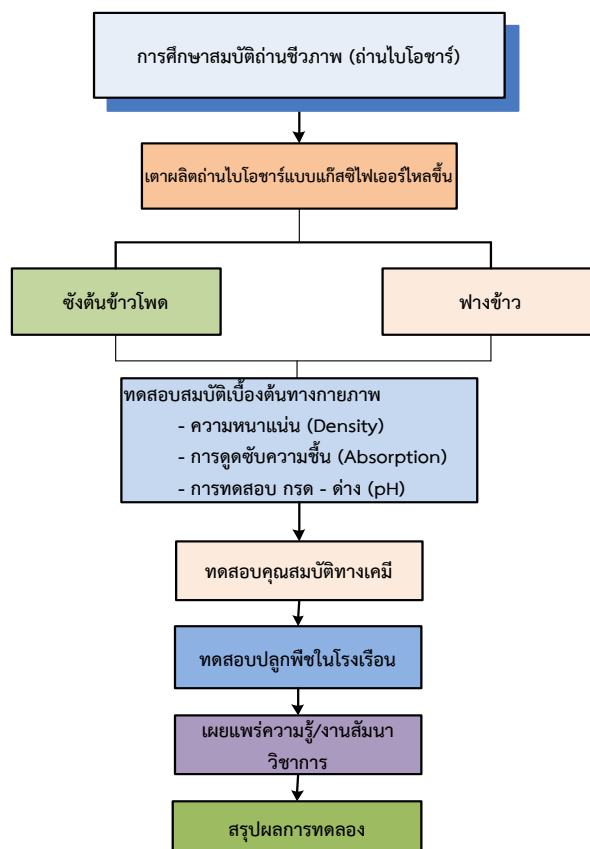 การศึกษาสมบัติถ่านชีวภาพ (ถ่านไบโอชาร์)
เตาผลิตถ่านไบโอชาร์แบบแก๊สซิไฟเออร์ไหลขึ้น
ซังต้นข้าวโพด
ฟางข้าว
ทดสอบสมบัติเบื้องต้นทางกายภาพ
- ความหนาแน่น (Density)
- การดูดซับความชื้น (Absorption)
- การทดสอบ กรด - ด่าง (pH)
ทดสอบคุณสมบัติทางเคมี
ทดสอบปลูกพืชในโรงเรือน
เผยแพร่ความรู้/งานสัมนา
วิชาการ
สรุปผลการทดลอง